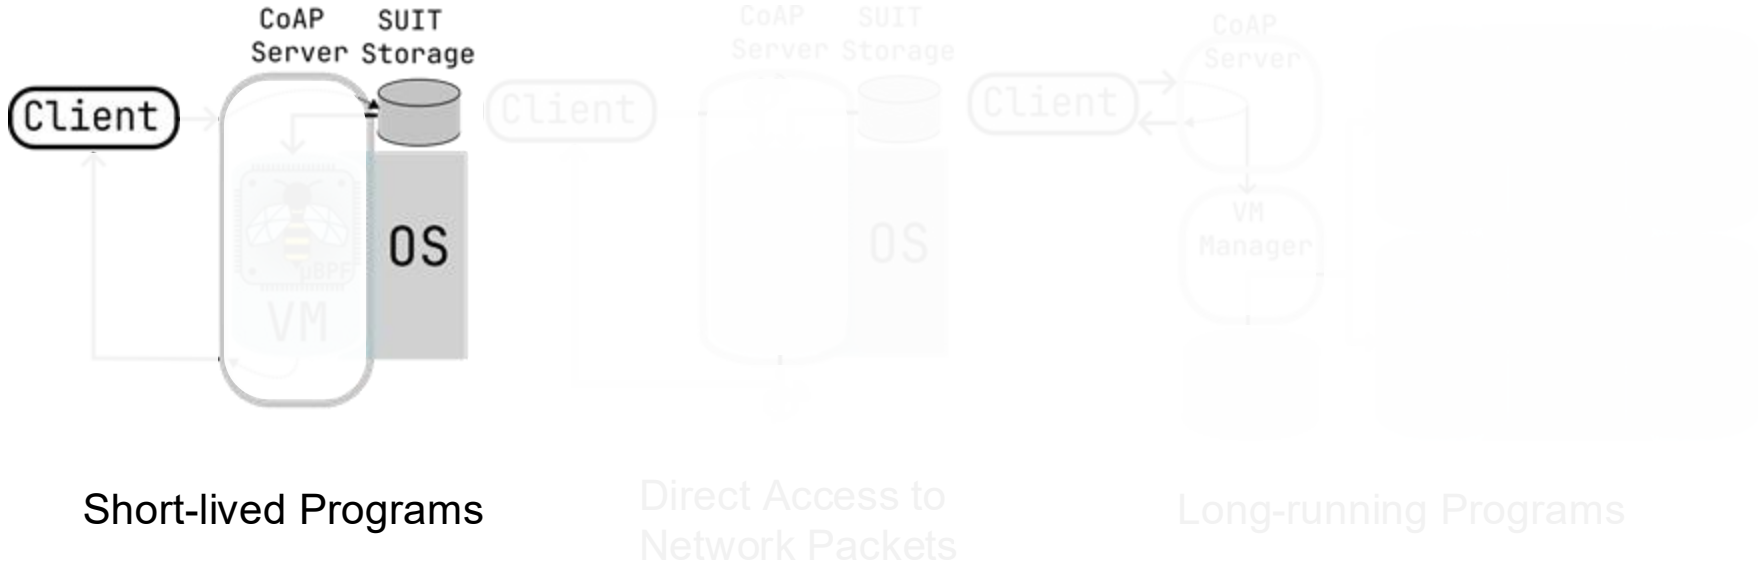 CoAP
Server
SUIT
Storage
Client
OS
µBPF
VM
Short-lived Programs
CoAP
Server
SUIT
Storage
Client
OS
Direct Access to
Network Packets
CoAP
Server
Client
VM
Manager
Long-running Programs